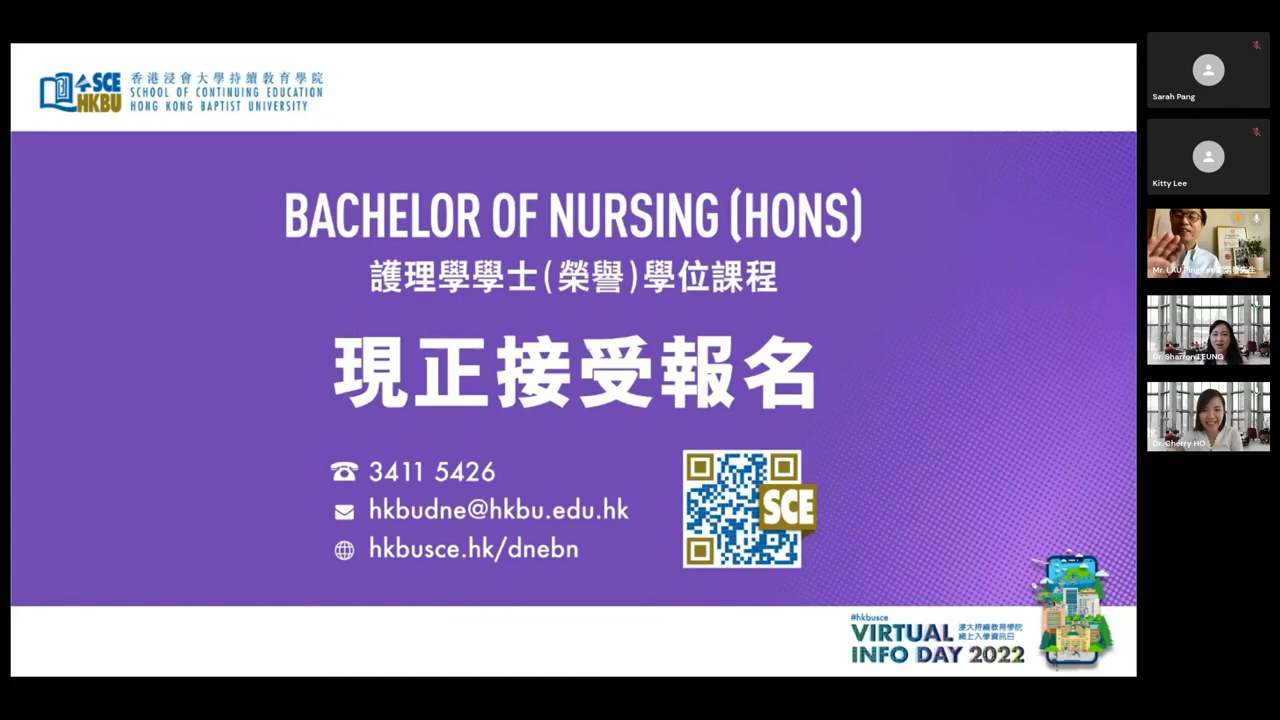 SCE
HKBU
香港浸會大學持續教育學院
SCHOOL OF CONTINUING EDUCATION
HONG KONG BAPTIST UNIVERSITY
BACHELOR OF NURSING (HONS)
護理學學士(榮譽)學位課程
現正接受報名
3411 5426
hkbudne@hkbu.edu.hk
hkbusce.hk/dnebn
SCE
#hkbusce
VIRTUAL
INFO DAY 2022
浸大持續教育學院
網上入學資訊日
Sarah Pang
Kitty Lee
Mr. LAU
Dr. Sharron LEUNG
Dr. Cherry HO